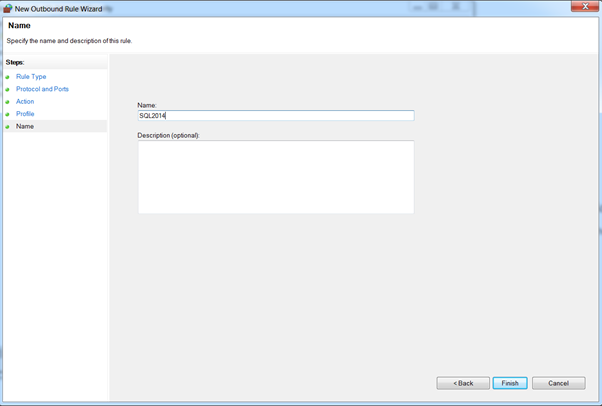 New Outbound Rule Wizard
Name
Specify the name and description of this rule.
Steps:
Rule Type
Protocol and Ports
Action
Profile
Name
Name:
SQL2014
Description (optional):
< Back Finish Cancel